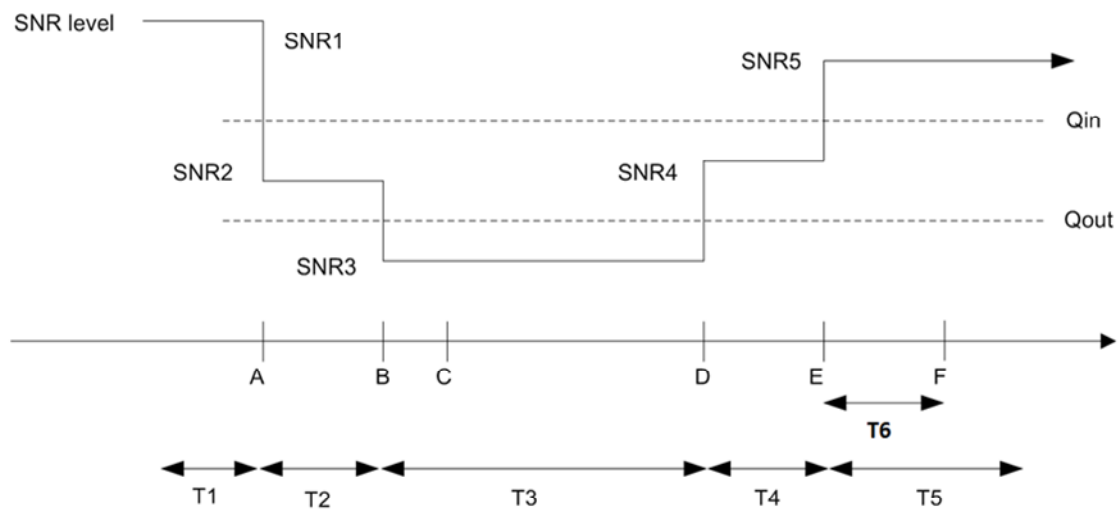 SNR level
SNR1
SNR5
Qin
SNR2
SNR4
Qout
SNR3
A B C D E F
T6
T1 T2 T3 T4 T5